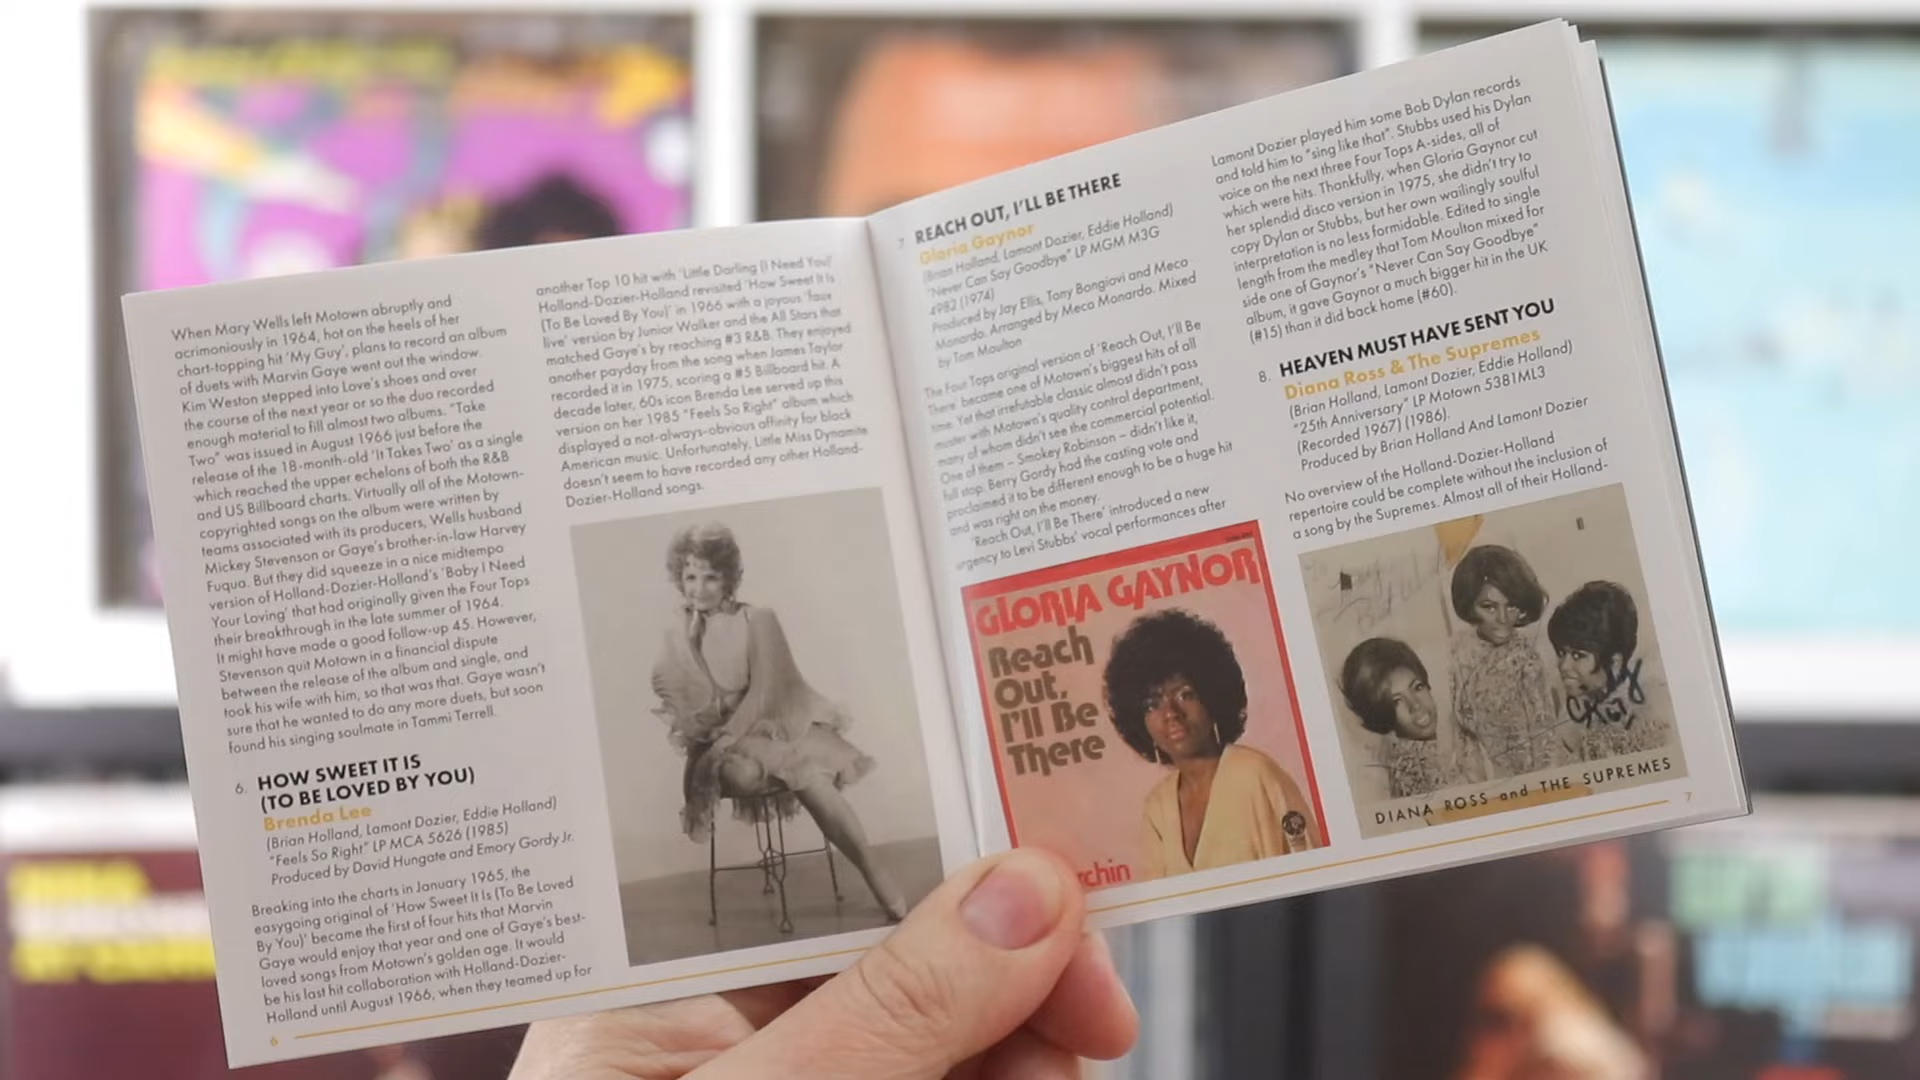 When Mary Wells left Motown abruptly and
acrimoniously in 1964, hot on the heels of her
chart-topping hit 'My Guy', plans to record an album
of duets with Marvin Gaye went out the window.
Kim Weston stepped into Love's shoes and over
the course of the next year or so the duo recorded
enough material to fill almost two albums. "Take
Two" was issued in August 1966 just before the
release of the 18-month-old 'It Takes Two' as a single
which reached the upper echelons of both the R&B
and US Billboard charts. Virtually all of the Motown-
copyrighted songs on the album were written by
teams associated with its producers, Wells husband
Mickey Stevenson or Gaye's brother-in-law Harvey
Fuqua. But they did squeeze in a nice midtempo
version of Holland-Dozier-Holland's 'Baby I Need
Your Loving' that had originally given the Four Tops
their breakthrough in the late summer of 1964.
It might have made a good follow-up 45. However,
Stevenson quit Motown in a financial dispute
between the release of the album and single, and
took his wife with him, so that was that. Gaye wasn't
sure that he wanted to do any more duets, but soon
found his singing soulmate in Tammi Terrell.
6. HOW SWEET IT IS
(TO BE LOVED BY YOU)
Brenda Lee
(Brian Holland, Lamont Dozier, Eddie Holland)
"Feels So Right" LP MCA 5626 (1985)
Produced by David Hungate and Emory Gordy Jr.
Breaking into the charts in January 1965, the
easygoing original of 'How Sweet It Is (To Be Loved
By You)' became the first of four hits that Marvin
Gaye would enjoy that year and one of Gaye's best-
loved songs from Motown's golden age. It would
be his last hit collaboration with Holland-Dozier-
Holland until August 1966, when they teamed up for
6
another Top 10 hit with 'Little Darling (I Need You)'
Holland-Dozier-Holland revisited 'How Sweet It Is
(To Be Loved By You)' in 1966 with a joyous 'faux
live' version by Junior Walker and the All Stars that
matched Gaye's by reaching #3 R&B. They enjoyed
another payday from the song when James Taylor
recorded it in 1975, scoring a #5 Billboard hit. A
decade later, 60s icon Brenda Lee served up this
version on her 1985 "Feels So Right" album which
displayed a not-always-obvious affinity for black
American music. Unfortunately, Little Miss Dynamite
doesn't seem to have recorded any other Holland-
Dozier-Holland songs.
7. REACH OUT, I'LL BE THERE
Gloria Gaynor
(Brian Holland, Lamont Dozier, Eddie Holland)
"Never Can Say Goodbye" LP MGM M3G
4982 (1974)
Produced by Jay Ellis, Tony Bongiovi and Meco
Monardo. Arranged by Meco Monardo. Mixed
by Tom Moulton
The Four Tops original version of 'Reach Out, I'll Be
There' became one of Motown's biggest hits of all
time. Yet that irrefutable classic almost didn't pass
muster with Motown's quality control department,
many of whom didn't see the commercial potential.
One of them – Smokey Robinson – didn't like it,
full stop. Berry Gordy had the casting vote and
proclaimed it to be different enough to be a huge hit
and was right on the money.
'Reach Out, I'll Be There' introduced a new
urgency to Levi Stubbs' vocal performances after
GLORIA GAYNOR
Reach
Out,
I'll Be
There
rchin
Lamont Dozier played him some Bob Dylan records
and told him to "sing like that". Stubbs used his Dylan
voice on the next three Four Tops A-sides, all of
which were hits. Thankfully, when Gloria Gaynor cut
her splendid disco version in 1975, she didn't try to
copy Dylan or Stubbs, but her own wailingly soulful
interpretation is no less formidable. Edited to single
length from the medley that Tom Moulton mixed for
side one of Gaynor's "Never Can Say Goodbye"
album, it gave Gaynor a much bigger hit in the UK
(#15) than it did back home (#60).
8. HEAVEN MUST HAVE SENT YOU
Diana Ross & The Supremes
(Brian Holland, Lamont Dozier, Eddie Holland)
"25th Anniversary" LP Motown 5381ML3
(Recorded 1967) (1986).
Produced by Brian Holland And Lamont Dozier
No overview of the Holland-Dozier-Holland
repertoire could be complete without the inclusion of
a song by the Supremes. Almost all of their Holland-
DIANA ROSS and THE SUPREMES
7